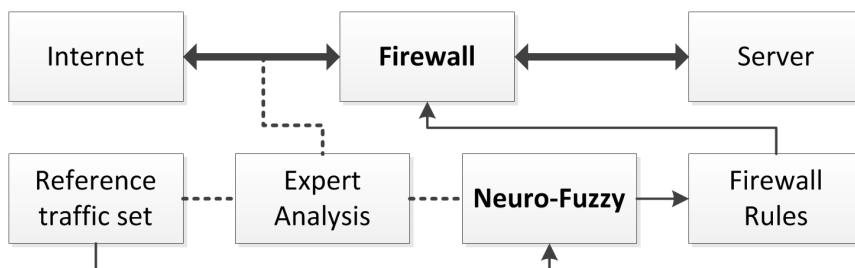 Internet
Firewall
Server
Reference
traffic set
Expert
Analysis
Neuro-Fuzzy
Firewall
Rules